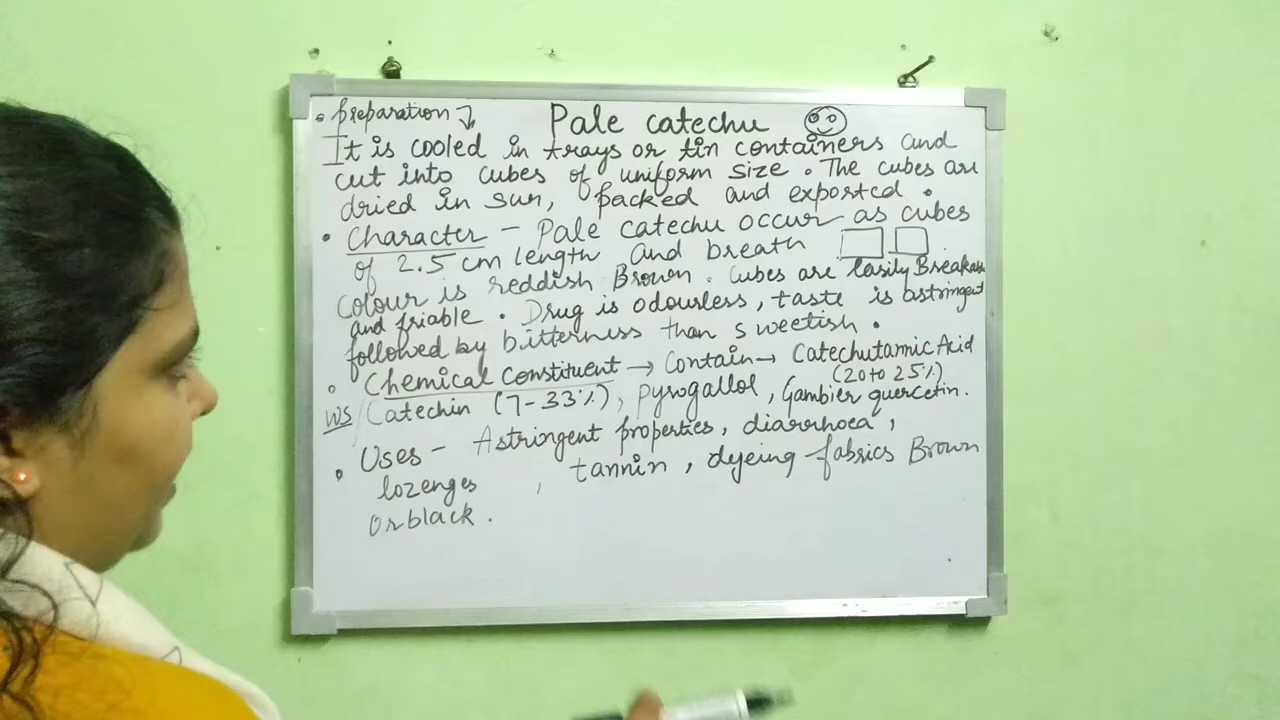 • Preparation
Pale catechu
It is cooled in trays or tin containers and
cut into cubes of uniform size. The cubes are
dried in sun, packed and exported.
• Character - Pale catechu occur as cubes
of 2.5 cm length and breath
Colour is reddish Brown. Cubes are easily Breakable
and friable. Drug is odourless, taste is astringent
followed by bitterness than sweetish.
• Chemical Constituent → Contain → Catechutannic Acid
(20 to 25%)
Catechin (7-33%), pyrogallol, Gambier quercetin.
• Uses - Astringent properties, diarrhoea,
lozenges, tannin, dyeing fabrics Brown
Or black.